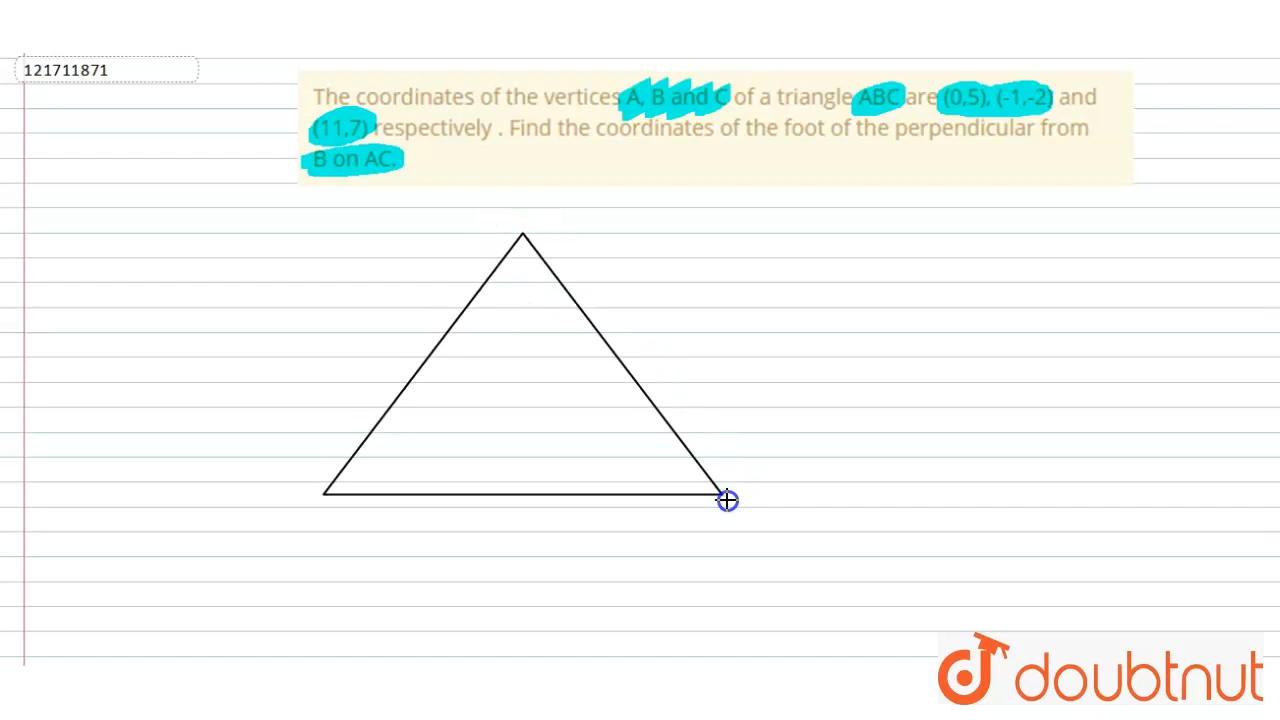 121711871
The coordinates of the vertices A, B and C of a triangle ABC are (0,5), (-1,-2) and
(11,7) respectively . Find the coordinates of the foot of the perpendicular from
B on AC.
doubtnut